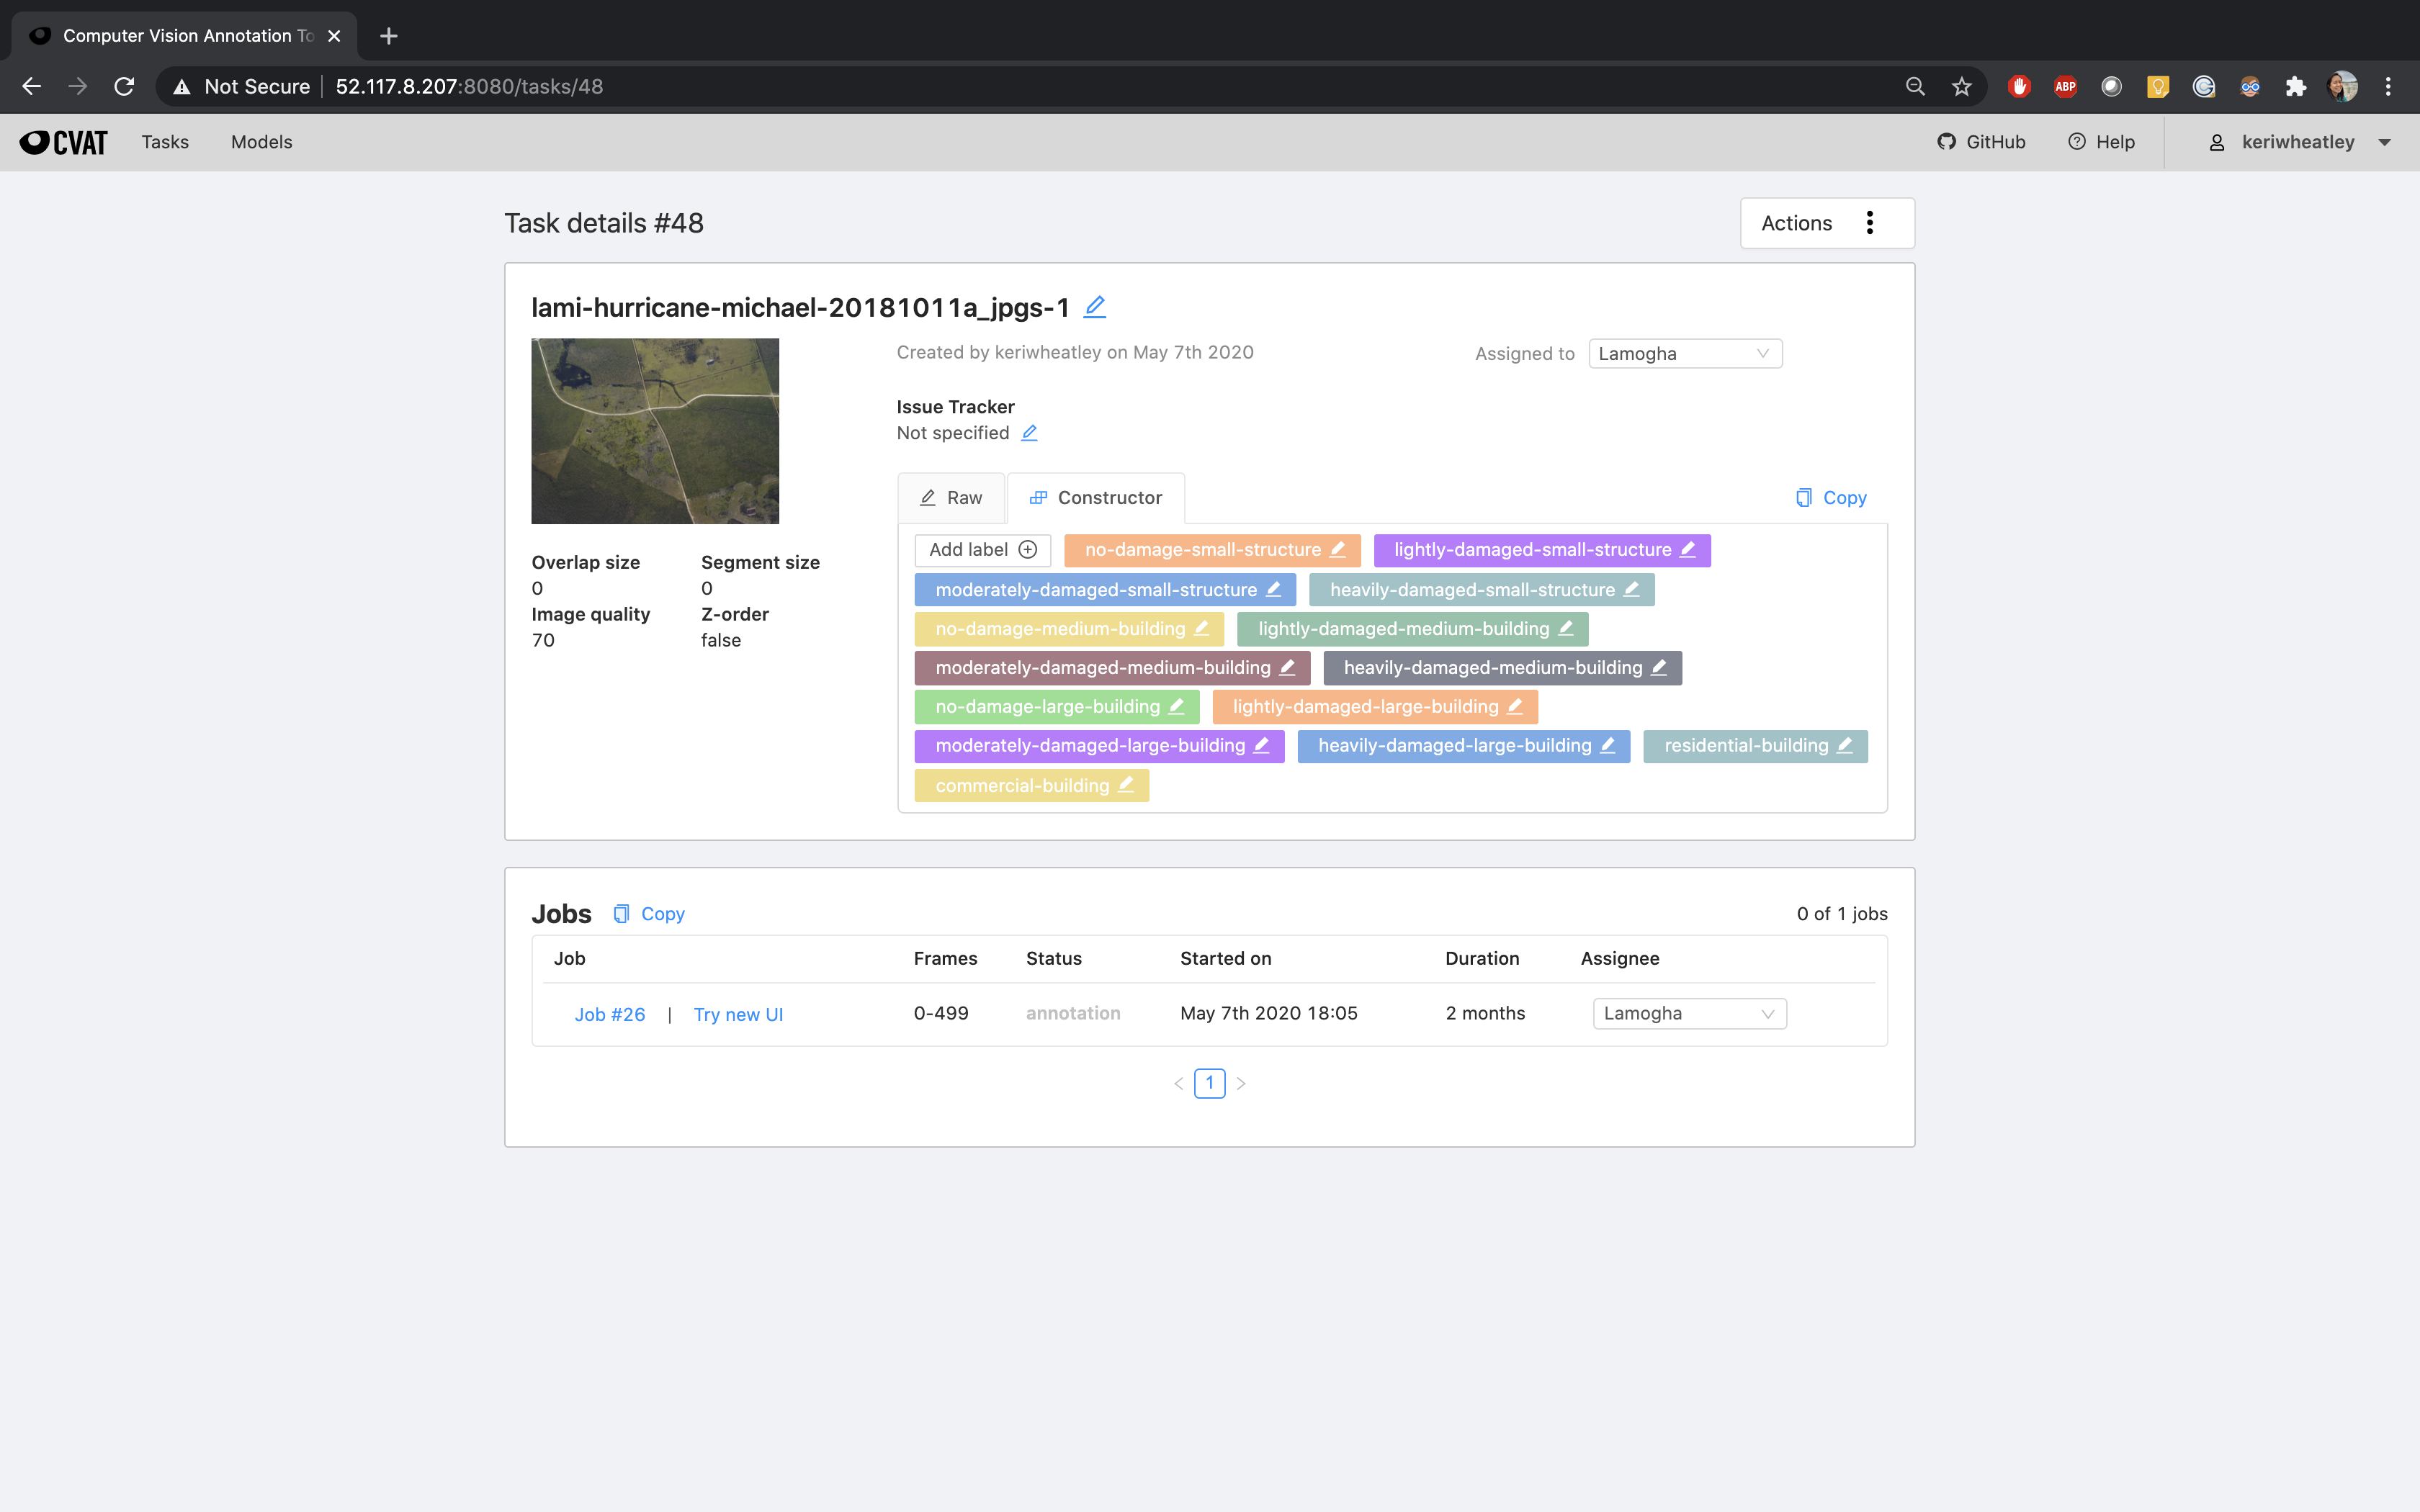 Computer Vision Annotation To
Not Secure 52.117.8.207:8080/tasks/48
ABP
CVAT Tasks Models GitHub Help keriwheatley
Task details #48 Actions
lami-hurricane-michael-20181011a_jpgs-1
Created by keriwheatley on May 7th 2020 Assigned to Lamogha
Issue Tracker
Not specified
Raw Constructor Copy
Add label no-damage-small-structure lightly-damaged-small-structure
moderately-damaged-small-structure heavily-damaged-small-structure
no-damage-medium-building lightly-damaged-medium-building
moderately-damaged-medium-building heavily-damaged-medium-building
no-damage-large-building lightly-damaged-large-building
moderately-damaged-large-building heavily-damaged-large-building residential-building
commercial-building
Overlap size Segment size
0 0
Image quality Z-order
70 false
Jobs Copy 0 of 1 jobs
Job Frames Status Started on Duration Assignee
Job #26 | Try new UI 0-499 annotation May 7th 2020 18:05 2 months Lamogha
1